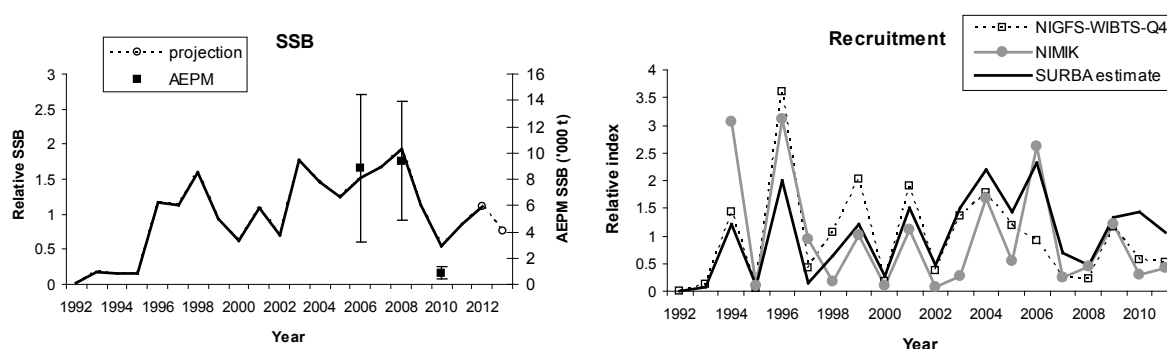 SSB
projection
AEPM
Relative SSB
3
2.5
2
1.5
1
0.5
0
16
14
12
10
8
6
4
2
0
AEPM SSB ('000 t)
1992 1994 1996 1998 2000 2002 2004 2006 2008 2010 2012
Year
Recruitment
NIGFS-WIBTS-Q4
NIMIK
SURBA estimate
Relative index
4
3.5
3
2.5
2
1.5
1
0.5
0
1992 1994 1996 1998 2000 2002 2004 2006 2008 2010
Year